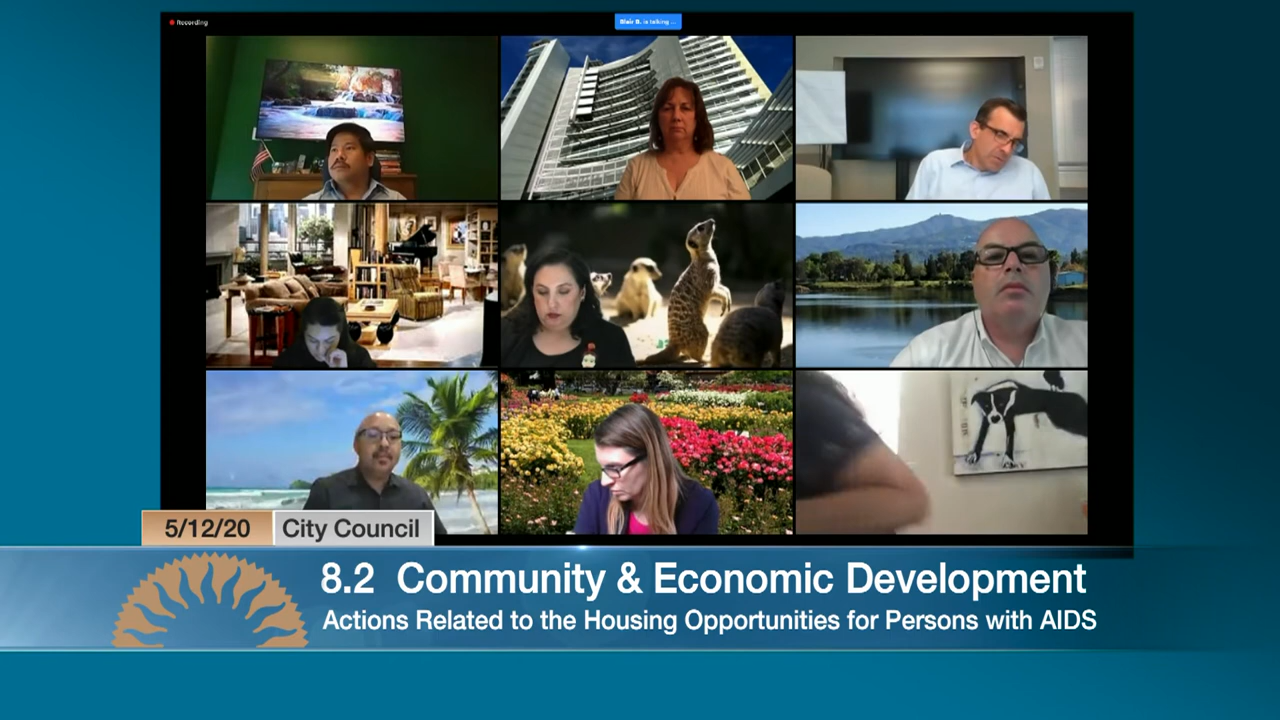 Recording
Blair B. is talking ...
5/12/20 City Council
8.2 Community & Economic Development
Actions Related to the Housing Opportunities for Persons with AIDS